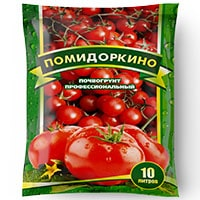 ПОМИДОРКИНО
ПОЧВОГРУНТ
ПРОФЕССИОНАЛЬНЫЙ
10
литров